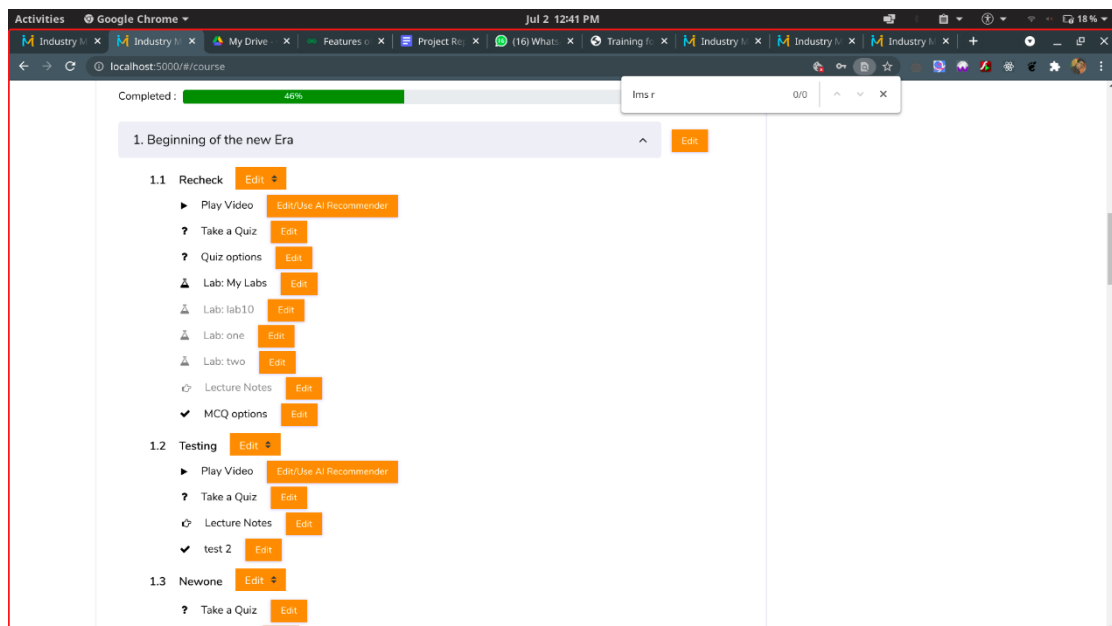 Activities Google Chrome Jul 2 12:41 PM 18 %
Industry M Industry M My Drive - Features o Project Rep (16) Whats Training fo Industry M Industry M Industry M
localhost:5000/#/course
lms r 0/0
Completed : 46%
1. Beginning of the new Era Edit
1.1 Recheck Edit
Play Video Edit/Use AI Recommender
? Take a Quiz Edit
? Quiz options Edit
Lab: My Labs Edit
Lab: lab10 Edit
Lab: one Edit
Lab: two Edit
Lecture Notes Edit
MCQ options Edit
1.2 Testing Edit
Play Video Edit/Use AI Recommender
? Take a Quiz Edit
Lecture Notes Edit
test 2 Edit
1.3 Newone Edit
? Take a Quiz Edit